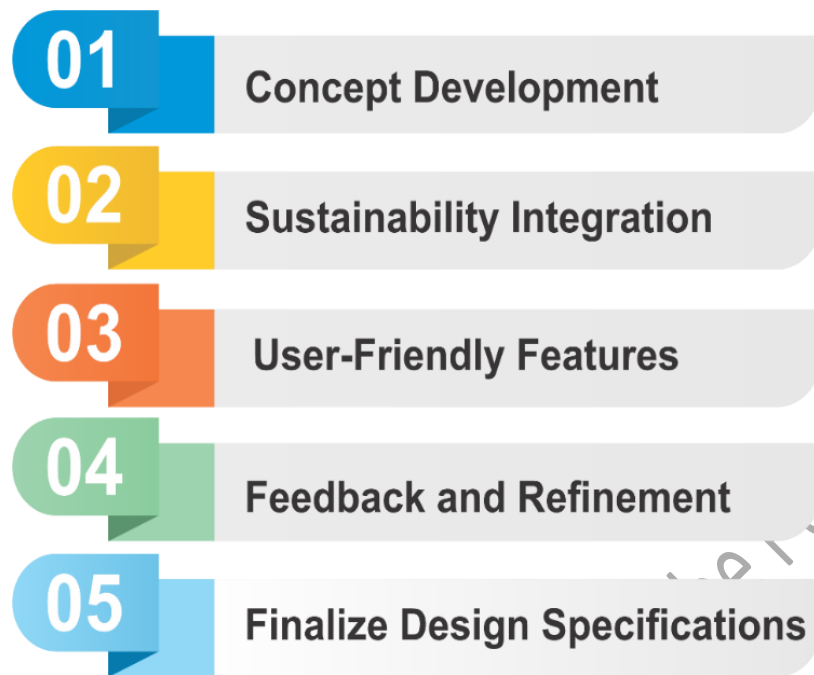 01
Concept Development
02
Sustainability Integration
03
User-Friendly Features
04
Feedback and Refinement
05
Finalize Design Specifications